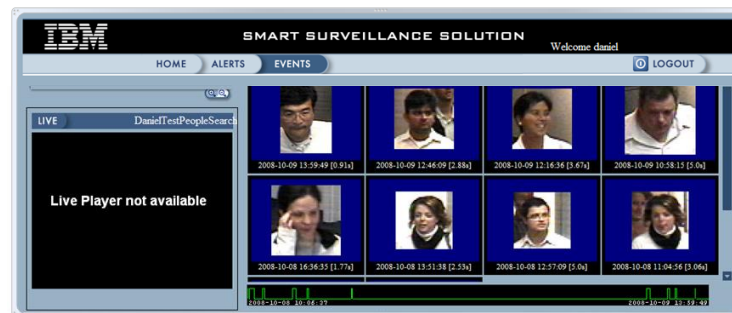 IBM
SMART SURVEILLANCE SOLUTION
Welcome daniel
HOME ALERTS EVENTS LOGOUT
LIVE DanielTestPeopleSearch
Live Player not available
2008-10-09 13:59:49 [0.91s] 2008-10-09 12:46:09 [2.88s] 2008-10-09 12:16:36 [3.67s] 2008-10-09 10:58:15 [5.0s]
2008-10-08 16:36:35 [1.77s] 2008-10-08 13:51:38 [2.53s] 2008-10-08 12:57:09 [5.0s] 2008-10-08 11:04:56 [3.06s]
2008-10-08 10:06:37 2008-10-09 13:59:49